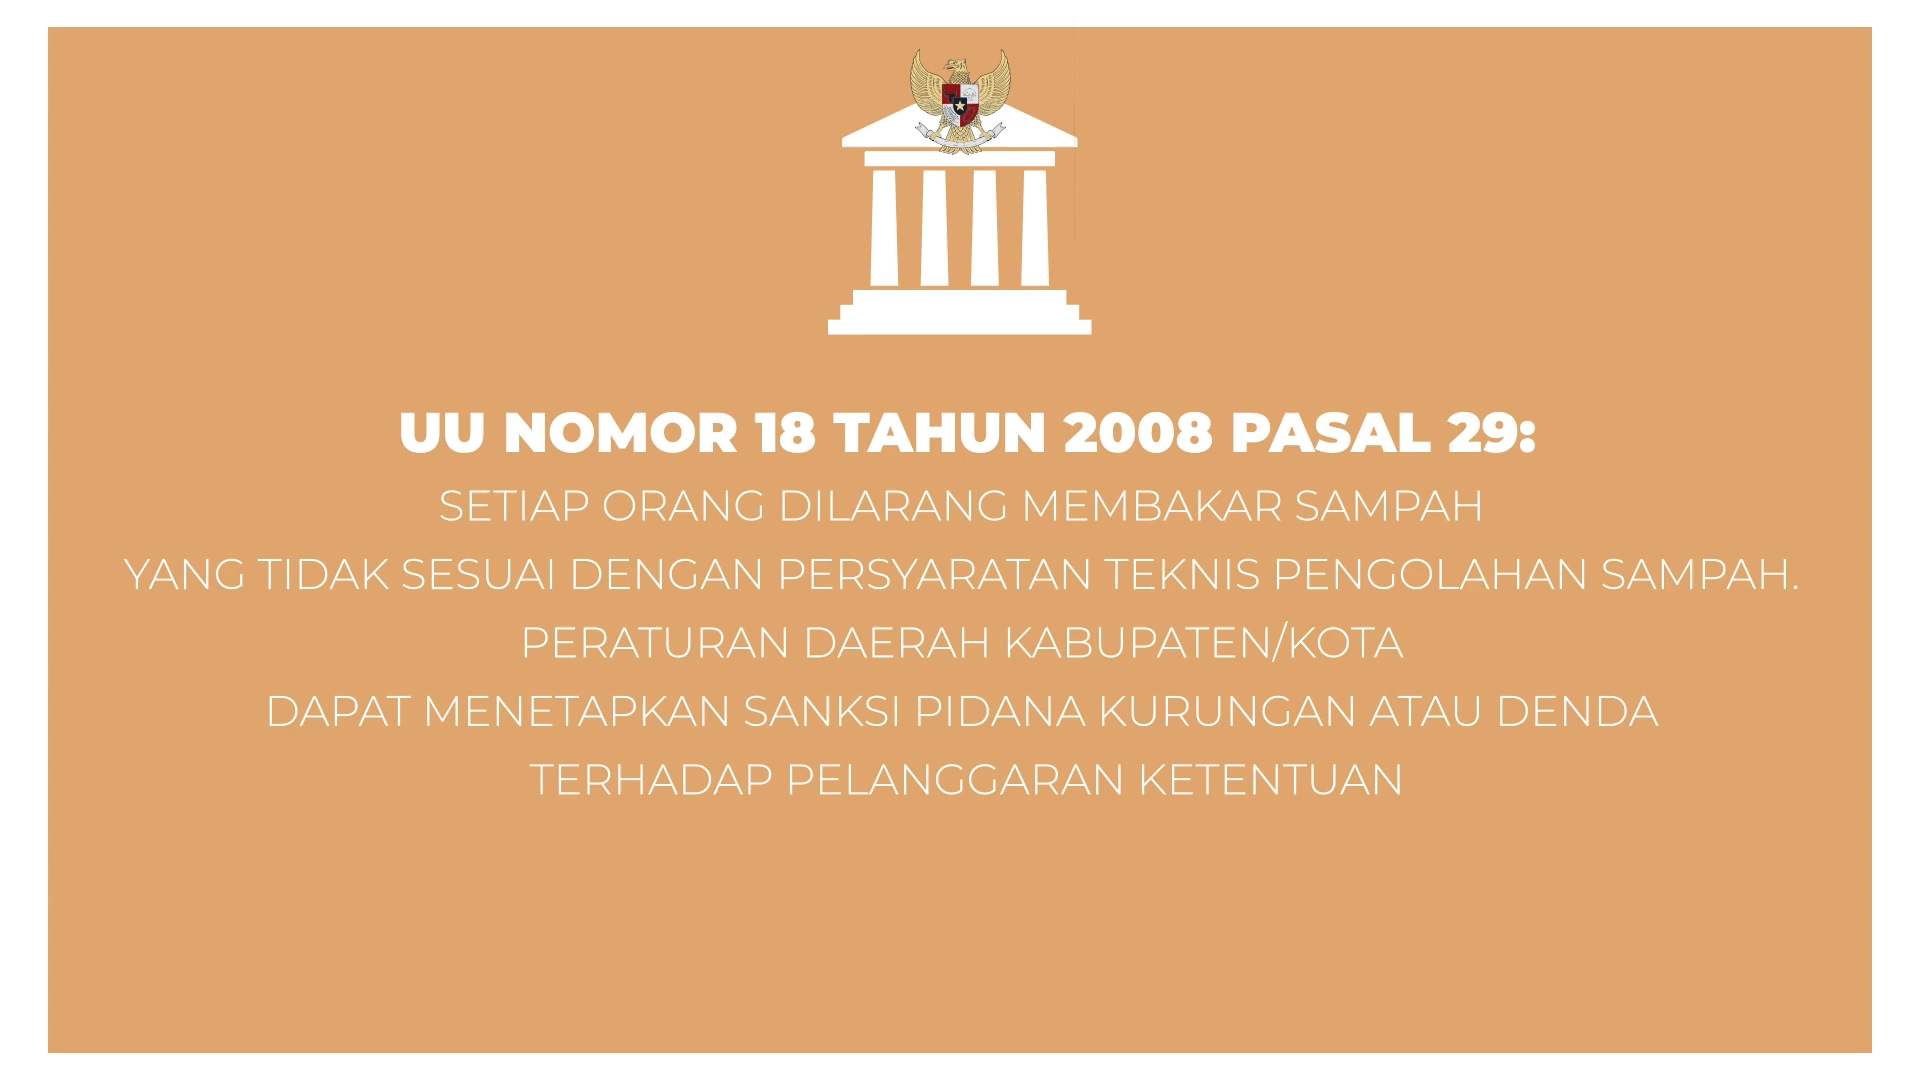 UU NOMOR 18 TAHUN 2008 PASAL 29:
SETIAP ORANG DILARANG MEMBAKAR SAMPAH
YANG TIDAK SESUAI DENGAN PERSYARATAN TEKNIS PENGOLAHAN SAMPAH.
PERATURAN DAERAH KABUPATEN/KOTA
DAPAT MENETAPKAN SANKSI PIDANA KURUNGAN ATAU DENDA
TERHADAP PELANGGARAN KETENTUAN